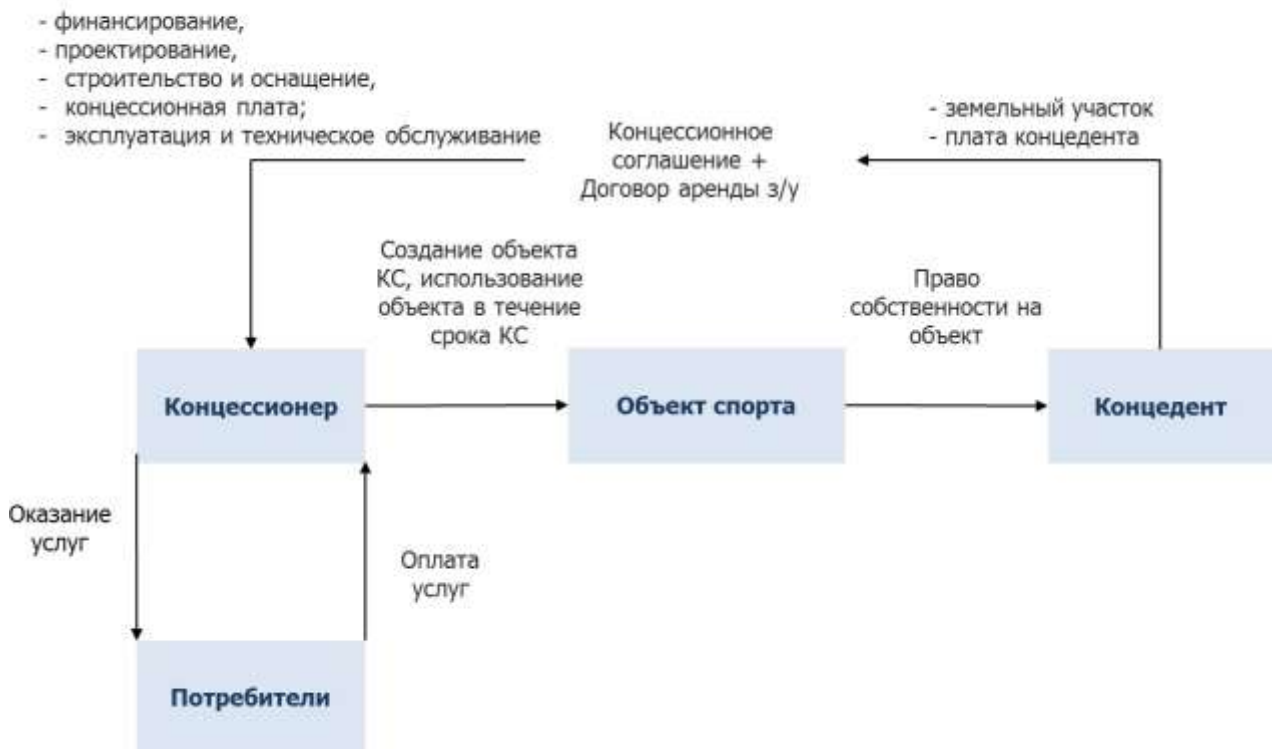 - финансирование,
- проектирование,
- строительство и оснащение,
- концессионная плата;
- эксплуатация и техническое обслуживание
- земельный участок
- плата концедента
Концессионное
соглашение +
Договор аренды з/у
Создание объекта
КС, использование
объекта в течение
срока КС
Право
собственности на
объект
Концессионер
Объект спорта
Концедент
Оказание
услуг
Оплата
услуг
Потребители